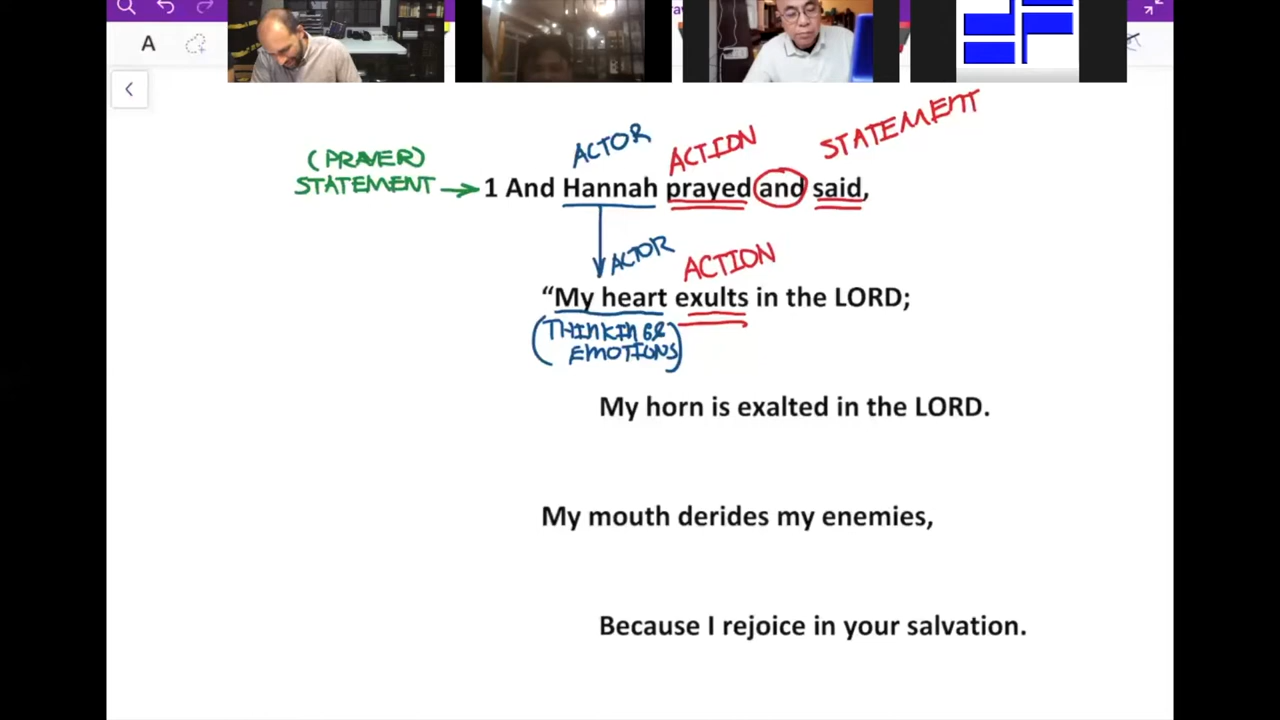 A
ACTOR
ACTION
STATEMENT
(PRAYER)
STATEMENT
1 And Hannah prayed and said,
ACTOR
ACTION
“My heart exults in the LORD;
(THINKING &
EMOTIONS)
My horn is exalted in the LORD.
My mouth derides my enemies,
Because I rejoice in your salvation.